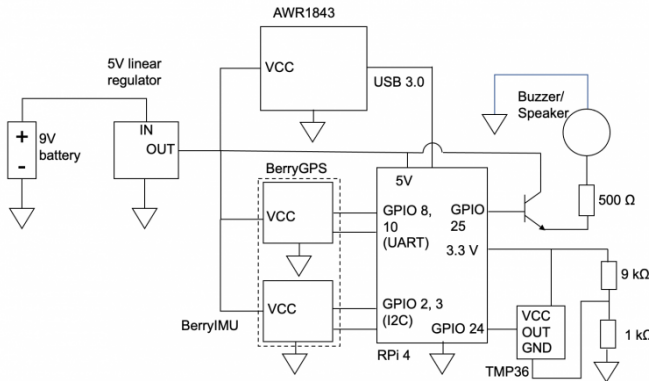 AWR1843
VCC
USB 3.0
5V linear
regulator
IN
OUT
+
-
9V
battery
Buzzer/
Speaker
500 Ω
BerryGPS
VCC
5V
GPIO 8,
10
(UART)
GPIO
25
3.3 V
9 kΩ
VCC
GPIO 2, 3
(I2C)
BerryIMU
GPIO 24
RPi 4
VCC
OUT
GND
TMP36
1 kΩ